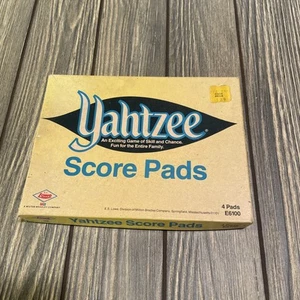 Yahtzee®
An Exciting Game of Skill and Chance.
Fun for the Entire Family.
Score Pads
4 Pads
E6100
Yahtzee Score Pads